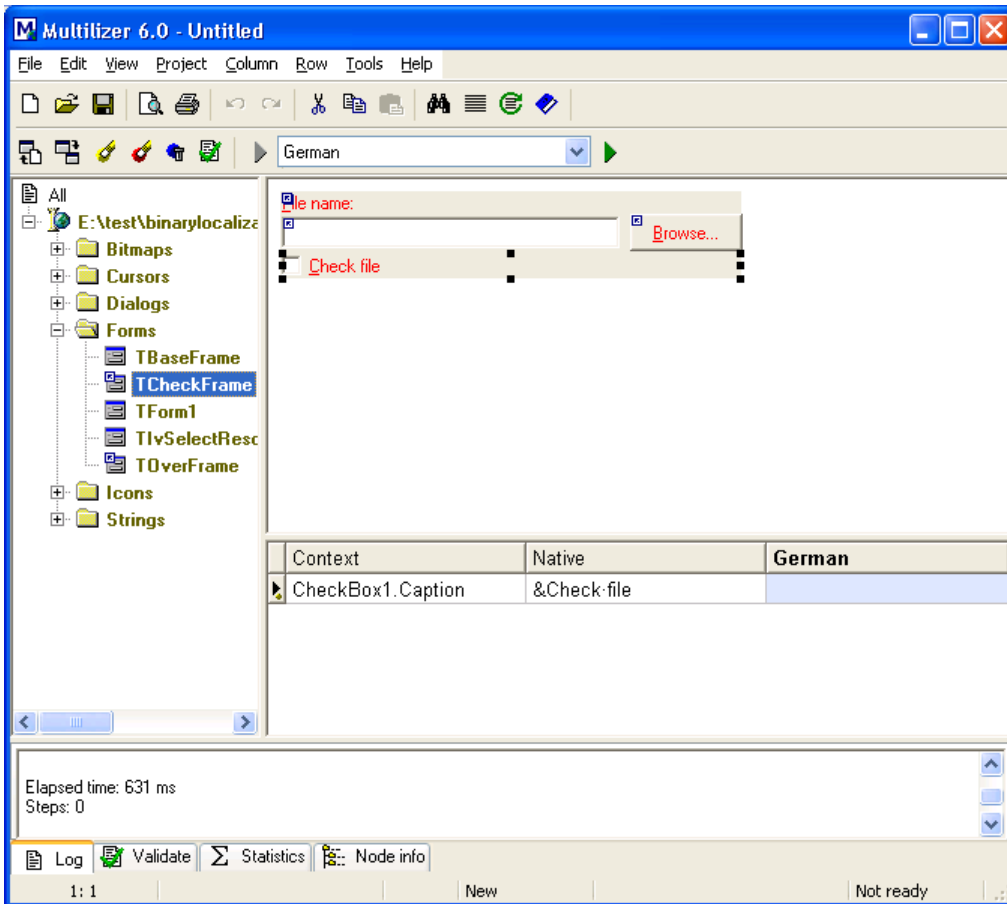 Multilizer 6.0 - Untitled
File Edit View Project Column Row Tools Help
German
All
E:\test\binarylocaliza
Bitmaps
Cursors
Dialogs
Forms
TBaseFrame
TCheckFrame
TForm1
TIvSelectReso
TOverFrame
Icons
Strings
File name:
Browse...
Check file
Context Native German
CheckBox1.Caption &Check·file
Elapsed time: 631 ms
Steps: 0
Log Validate Statistics Node info
1: 1 New Not ready